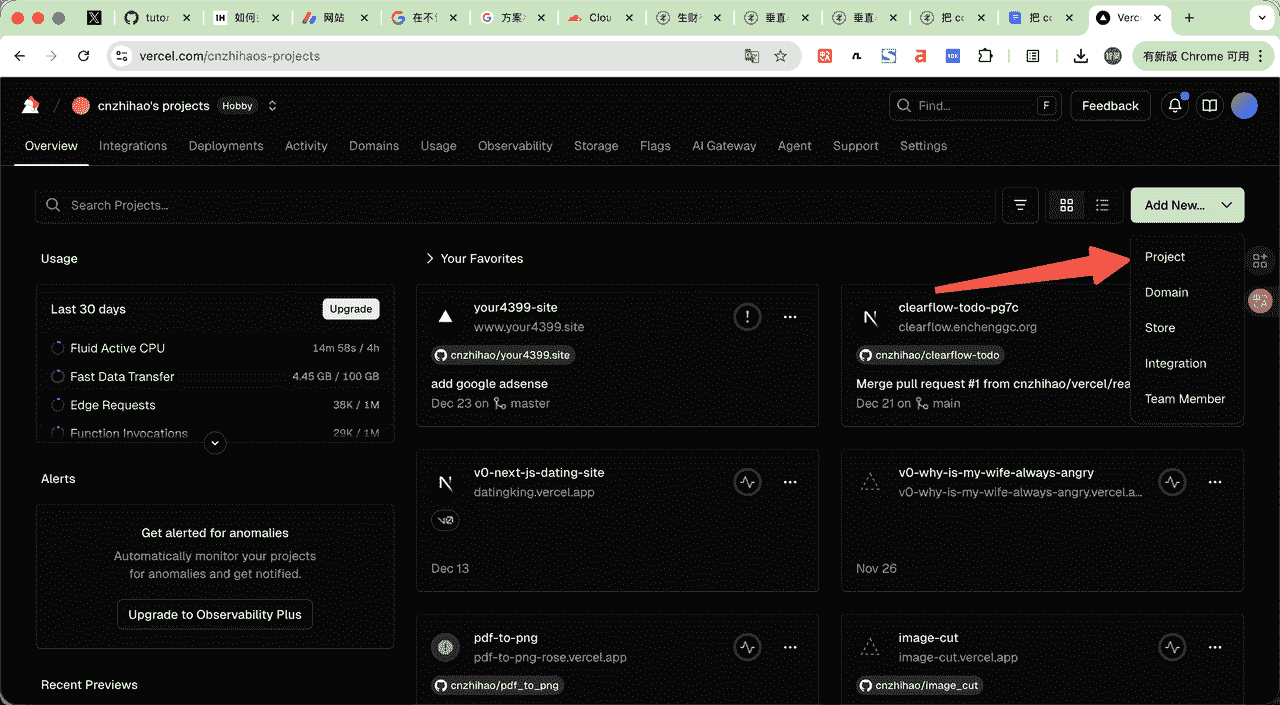 tutor
IH 如何
网站
在不
方案
Clou
生财
垂直
垂直
把 c
把 c
Verc
vercel.com/cnzhihaos-projects
有新版 Chrome 可用
cnzhihao's projects Hobby
Find... F
Feedback
Overview Integrations Deployments Activity Domains Usage Observability Storage Flags AI Gateway Agent Support Settings
Search Projects...
Add New...
Project
Domain
Store
Integration
Team Member
Usage
Last 30 days Upgrade
Fluid Active CPU 14m 58s / 4h
Fast Data Transfer 4.45 GB / 100 GB
Edge Requests 38K / 1M
Function Invocations 29K / 1M
Alerts
Get alerted for anomalies
Automatically monitor your projects
for anomalies and get notified.
Upgrade to Observability Plus
Recent Previews
Your Favorites
your4399-site
www.your4399.site
cnzhihao/your4399.site
add google adsense
Dec 23 on master
clearflow-todo-pg7c
clearflow.enchenggc.org
cnzhihao/clearflow-todo
Merge pull request #1 from cnzhihao/vercel/rea
Dec 21 on main
v0-next-js-dating-site
datingking.vercel.app
v0
Dec 13
v0-why-is-my-wife-always-angry
v0-why-is-my-wife-always-angry.vercel.a...
Nov 26
pdf-to-png
pdf-to-png-rose.vercel.app
cnzhihao/pdf_to_png
image-cut
image-cut.vercel.app
cnzhihao/image_cut